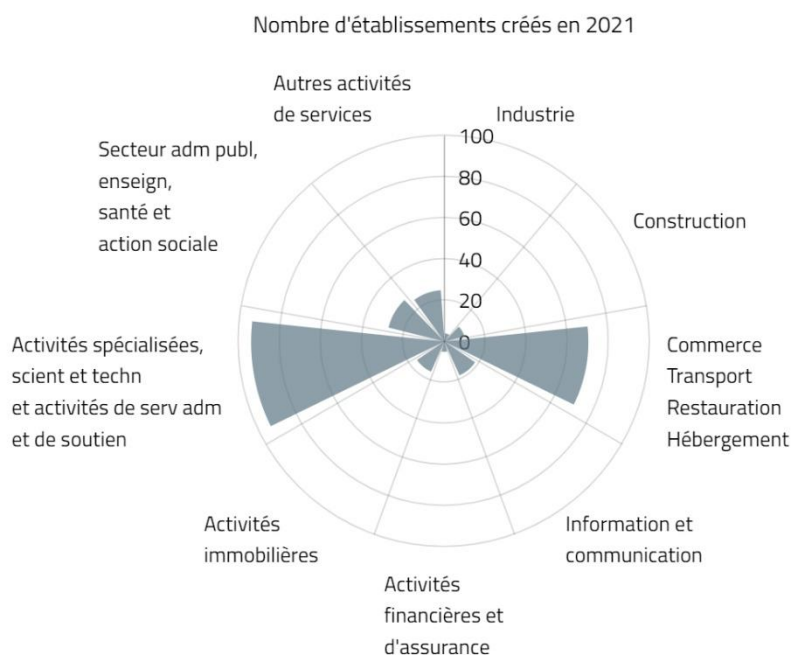 Nombre d'établissements créés en 2021
Autres activités
de services
Industrie
100
80
60
40
20
0
Construction
Commerce
Transport
Restauration
Hébergement
Information et
communication
Activités
financières et
d'assurance
Activités
immobilières
Activités spécialisées,
scient et techn
et activités de serv adm
et de soutien
Secteur adm publ,
enseign,
santé et
action sociale